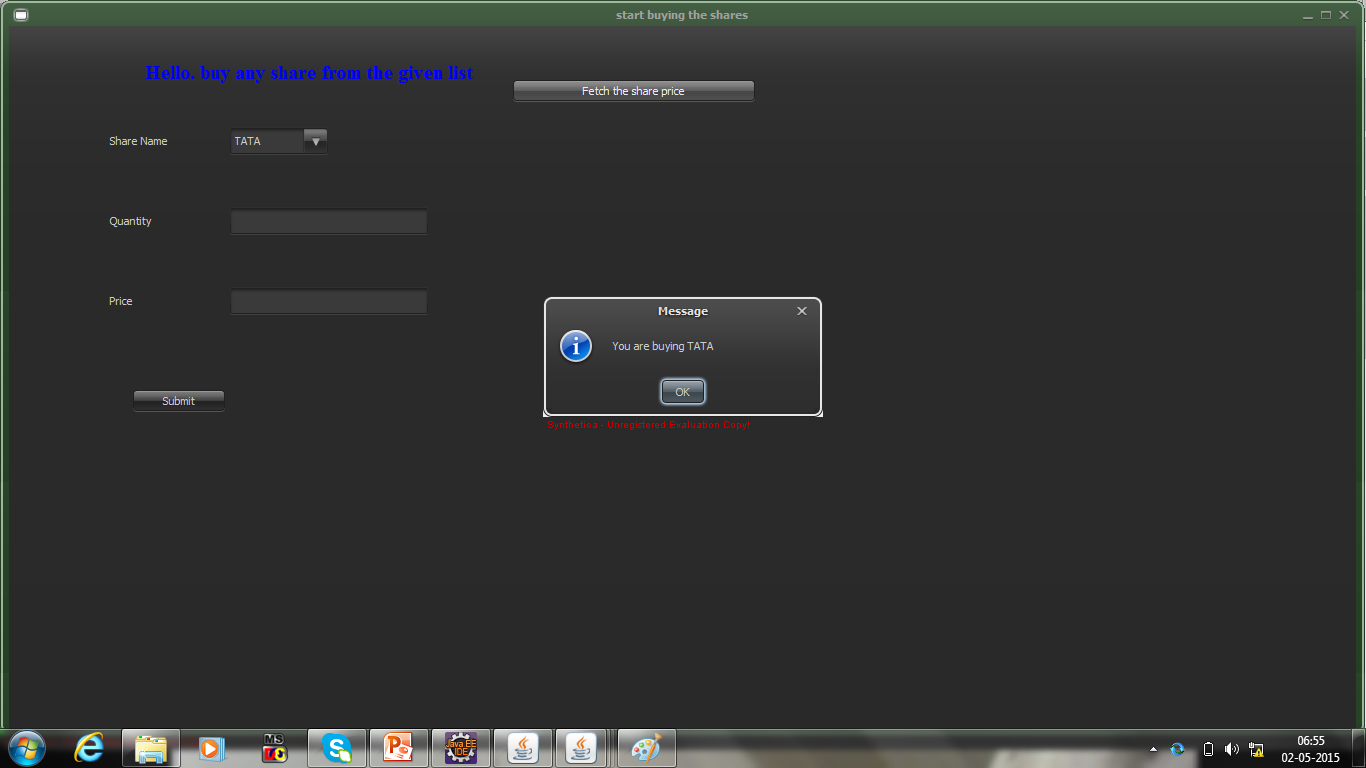 start buying the shares
Hello, buy any share from the given list
Fetch the share price
Share Name
TATA
Quantity
Price
Message
You are buying TATA
OK
Submit
Synthetica - Unregistered Evaluation Copy!
MS
Java EE
IDE
06:55
02-05-2015